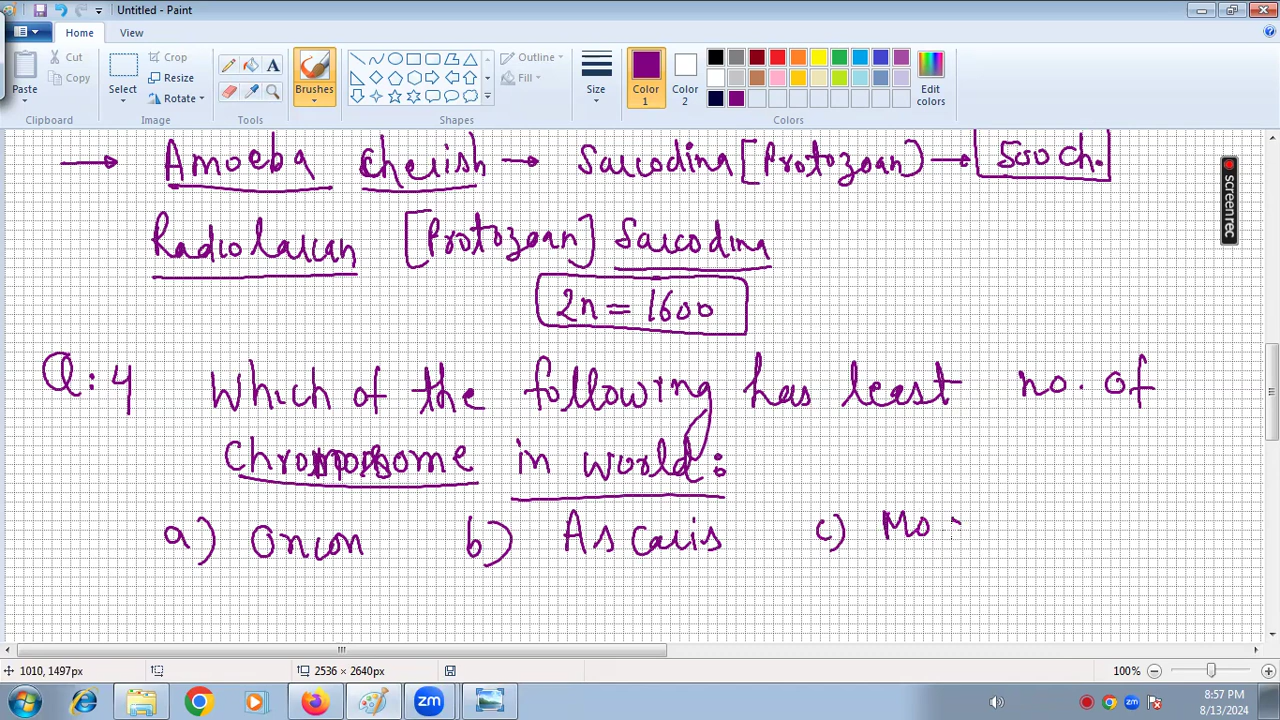 Untitled - Paint
Home View
Paste
Cut
Copy
Clipboard
Select
Crop
Resize
Rotate
Image
Tools
Brushes
Shapes
Outline
Fill
Size
Color 1
Color 2
Edit colors
Colors
→ Amoeba cherish → Sarcodina [Protozoan) → 500 Ch.
Radiolarian [Protozoan] Sarcodina
2n = 1600
Q: 4 Which of the following has least no. of
chromosome in world:
a) Onion b) Ascaris c) Mo
screenrec
1010, 1497px
2536 × 2640px
100%
zm
8:57 PM
8/13/2024